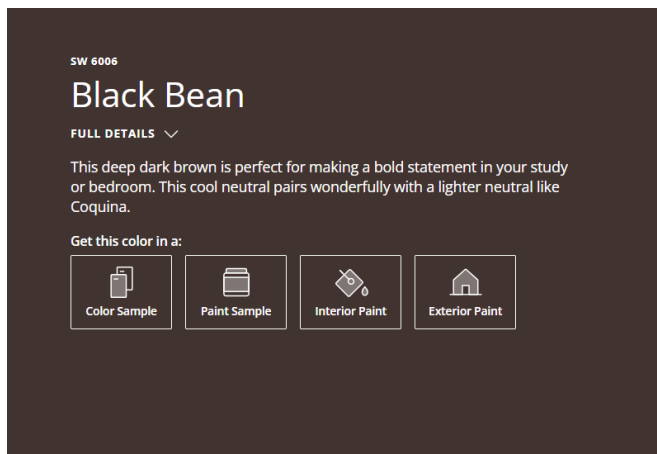 SW 6006
Black Bean
FULL DETAILS
This deep dark brown is perfect for making a bold statement in your study
or bedroom. This cool neutral pairs wonderfully with a lighter neutral like
Coquina.
Get this color in a:
Color Sample
Paint Sample
Interior Paint
Exterior Paint